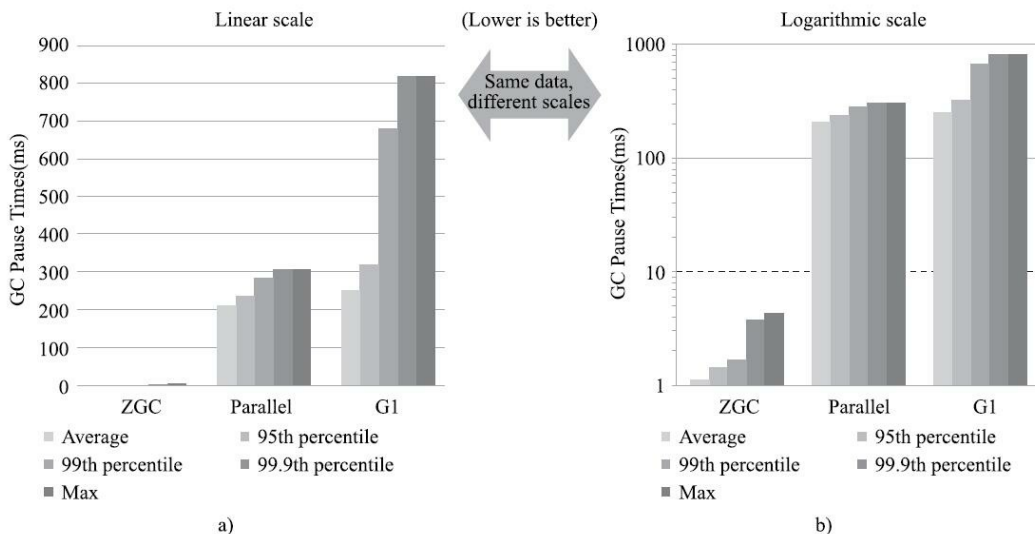 Linear scale
(Lower is better)
Logarithmic scale
Same data,
different scales
GC Pause Times(ms)
900
800
700
600
500
400
300
200
100
0
ZGC Parallel G1
Average 95th percentile
99th percentile 99.9th percentile
Max
a)
GC Pause Times(ms)
1000
100
10
1
ZGC Parallel G1
Average 95th percentile
99th percentile 99.9th percentile
Max
b)